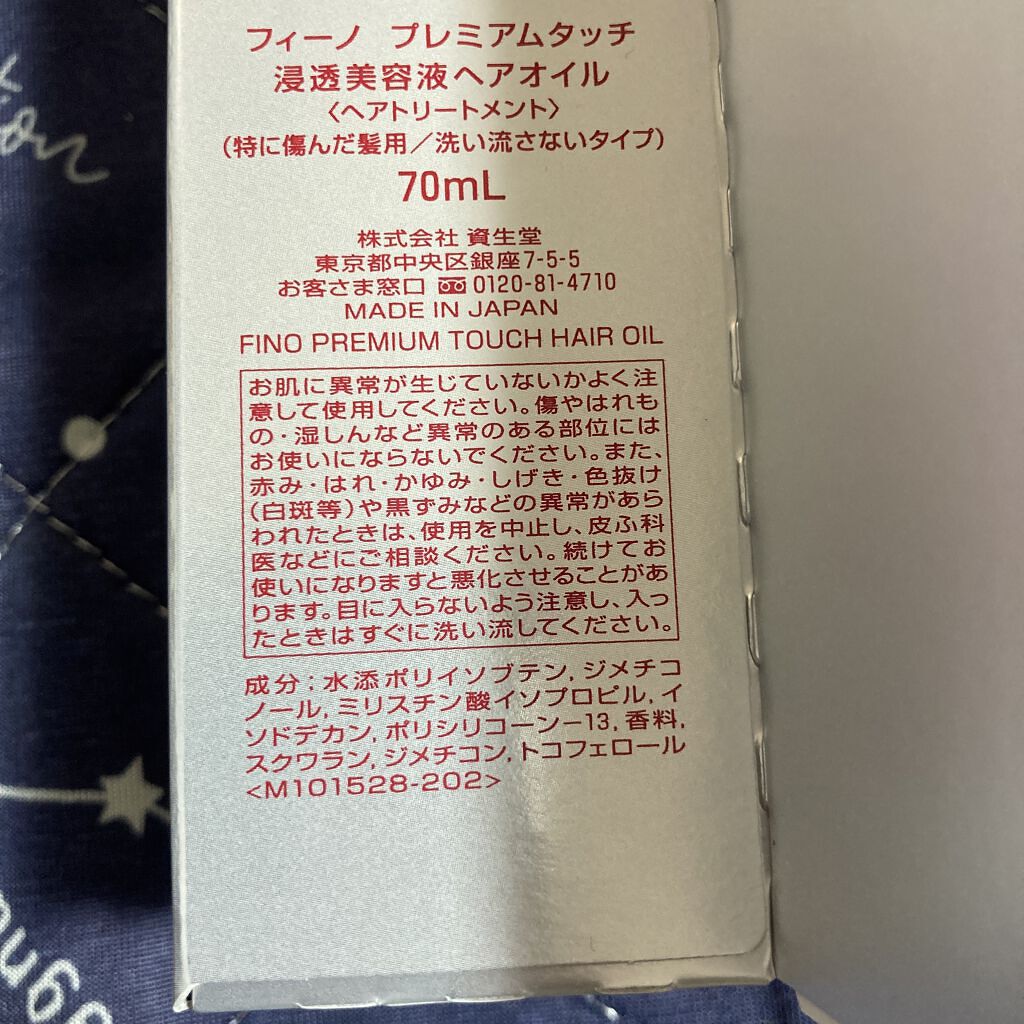 フィーノ プレミアムタッチ
浸透美容液ヘアオイル
〈ヘアトリートメント〉
（特に傷んだ髪用／洗い流さないタイプ）
70mL
株式会社 資生堂
東京都中央区銀座7-5-5
お客さま窓口 0120-81-4710
MADE IN JAPAN
FINO PREMIUM TOUCH HAIR OIL
お肌に異常が生じていないかよく注
意して使用してください。傷やはれも
の・湿しんなど異常のある部位には
お使いにならないでください。また、
赤み・はれ・かゆみ・しげき・色抜け
（白斑等）や黒ずみなどの異常があら
われたときは、使用を中止し、皮ふ科
医などにご相談ください。続けてお
使いになりますと悪化させることがあ
ります。目に入らないよう注意し、入っ
たときはすぐに洗い流してください。
成分：水添ポリイソブテン, ジメチコ
ノール, ミリスチン酸イソプロピル, イ
ソドデカン, ポリシリコーン-13, 香料,
スクワラン, ジメチコン, トコフェロール
<M101528-202>